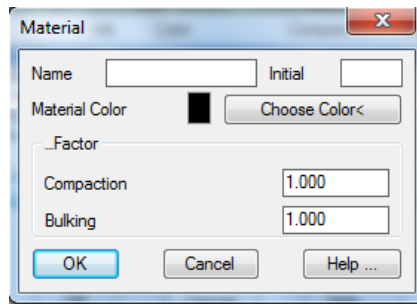 Material
Name Initial
Material Color Choose Color<
...Factor
Compaction 1.000
Bulking 1.000
OK Cancel Help ...